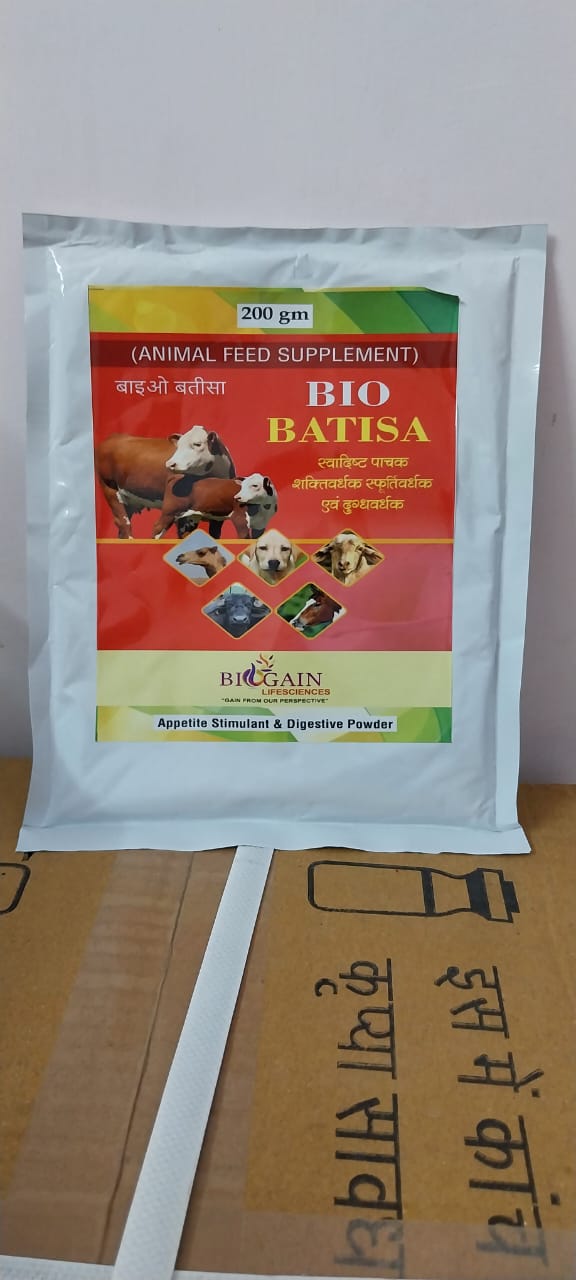 200 gm
(ANIMAL FEED SUPPLEMENT)
बाइओ बतीसा
BIO
BATISA
स्वादिष्ट पाचक
शक्तिवर्धक स्फूर्तिवर्धक
एवं दुग्धवर्धक
BIOGAIN
LIFESCIENCES
"GAIN FROM OUR PERSPECTIVE"
Appetite Stimulant & Digestive Powder
इस में कांच
कृप्या साव